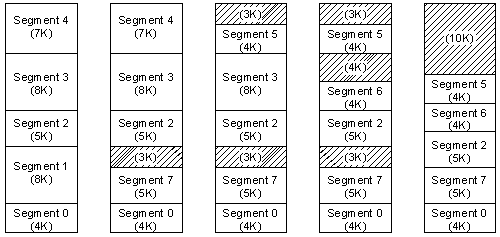 Segment 4
(7K)
Segment 3
(8K)
Segment 2
(5K)
Segment 1
(8K)
Segment 0
(4K)
Segment 4
(7K)
Segment 3
(8K)
Segment 2
(5K)
(3K)
Segment 7
(5K)
Segment 0
(4K)
(3K)
Segment 5
(4K)
Segment 3
(8K)
Segment 2
(5K)
(3K)
Segment 7
(5K)
Segment 0
(4K)
(3K)
Segment 5
(4K)
(4K)
Segment 6
(4K)
Segment 2
(5K)
(3K)
Segment 7
(5K)
Segment 0
(4K)
(10K)
Segment 5
(4K)
Segment 6
(4K)
Segment 2
(5K)
Segment 7
(5K)
Segment 0
(4K)